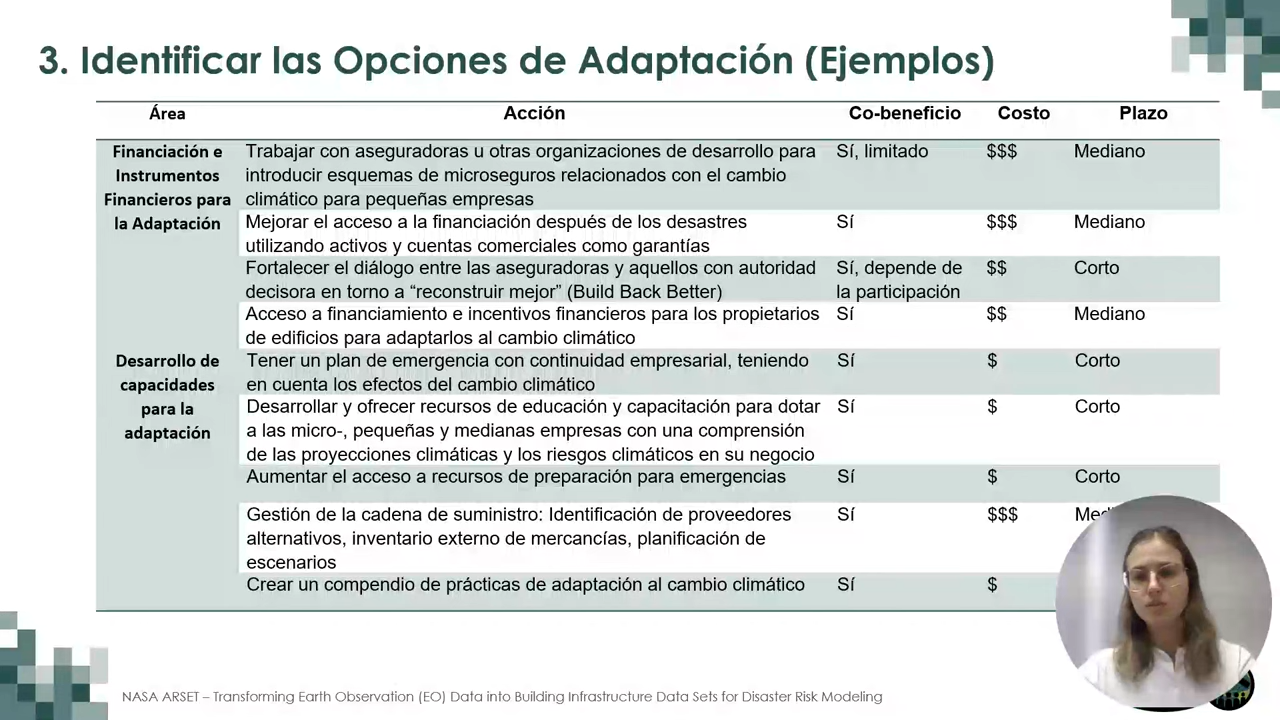 3. Identificar las Opciones de Adaptación (Ejemplos)
Área Acción Co-beneficio Costo Plazo
Financiación e Instrumentos Financieros para la Adaptación
Trabajar con aseguradoras u otras organizaciones de desarrollo para Sí, limitado $$$ Mediano
introducir esquemas de microseguros relacionados con el cambio
climático para pequeñas empresas
Mejorar el acceso a la financiación después de los desastres Sí $$$ Mediano
utilizando activos y cuentas comerciales como garantías
Fortalecer el diálogo entre las aseguradoras y aquellos con autoridad Sí, depende de $$ Corto
decisora en torno a “reconstruir mejor” (Build Back Better) la participación
Acceso a financiamiento e incentivos financieros para los propietarios Sí $$ Mediano
de edificios para adaptarlos al cambio climático
Desarrollo de capacidades para la adaptación
Tener un plan de emergencia con continuidad empresarial, teniendo Sí $ Corto
en cuenta los efectos del cambio climático
Desarrollar y ofrecer recursos de educación y capacitación para dotar Sí $ Corto
a las micro-, pequeñas y medianas empresas con una comprensión
de las proyecciones climáticas y los riesgos climáticos en su negocio
Aumentar el acceso a recursos de preparación para emergencias Sí $ Corto
Gestión de la cadena de suministro: Identificación de proveedores Sí $$$
alternativos, inventario externo de mercancías, planificación de
escenarios
Crear un compendio de prácticas de adaptación al cambio climático Sí $
NASA ARSET – Transforming Earth Observation (EO) Data into Building Infrastructure Data Sets for Disaster Risk Modeling